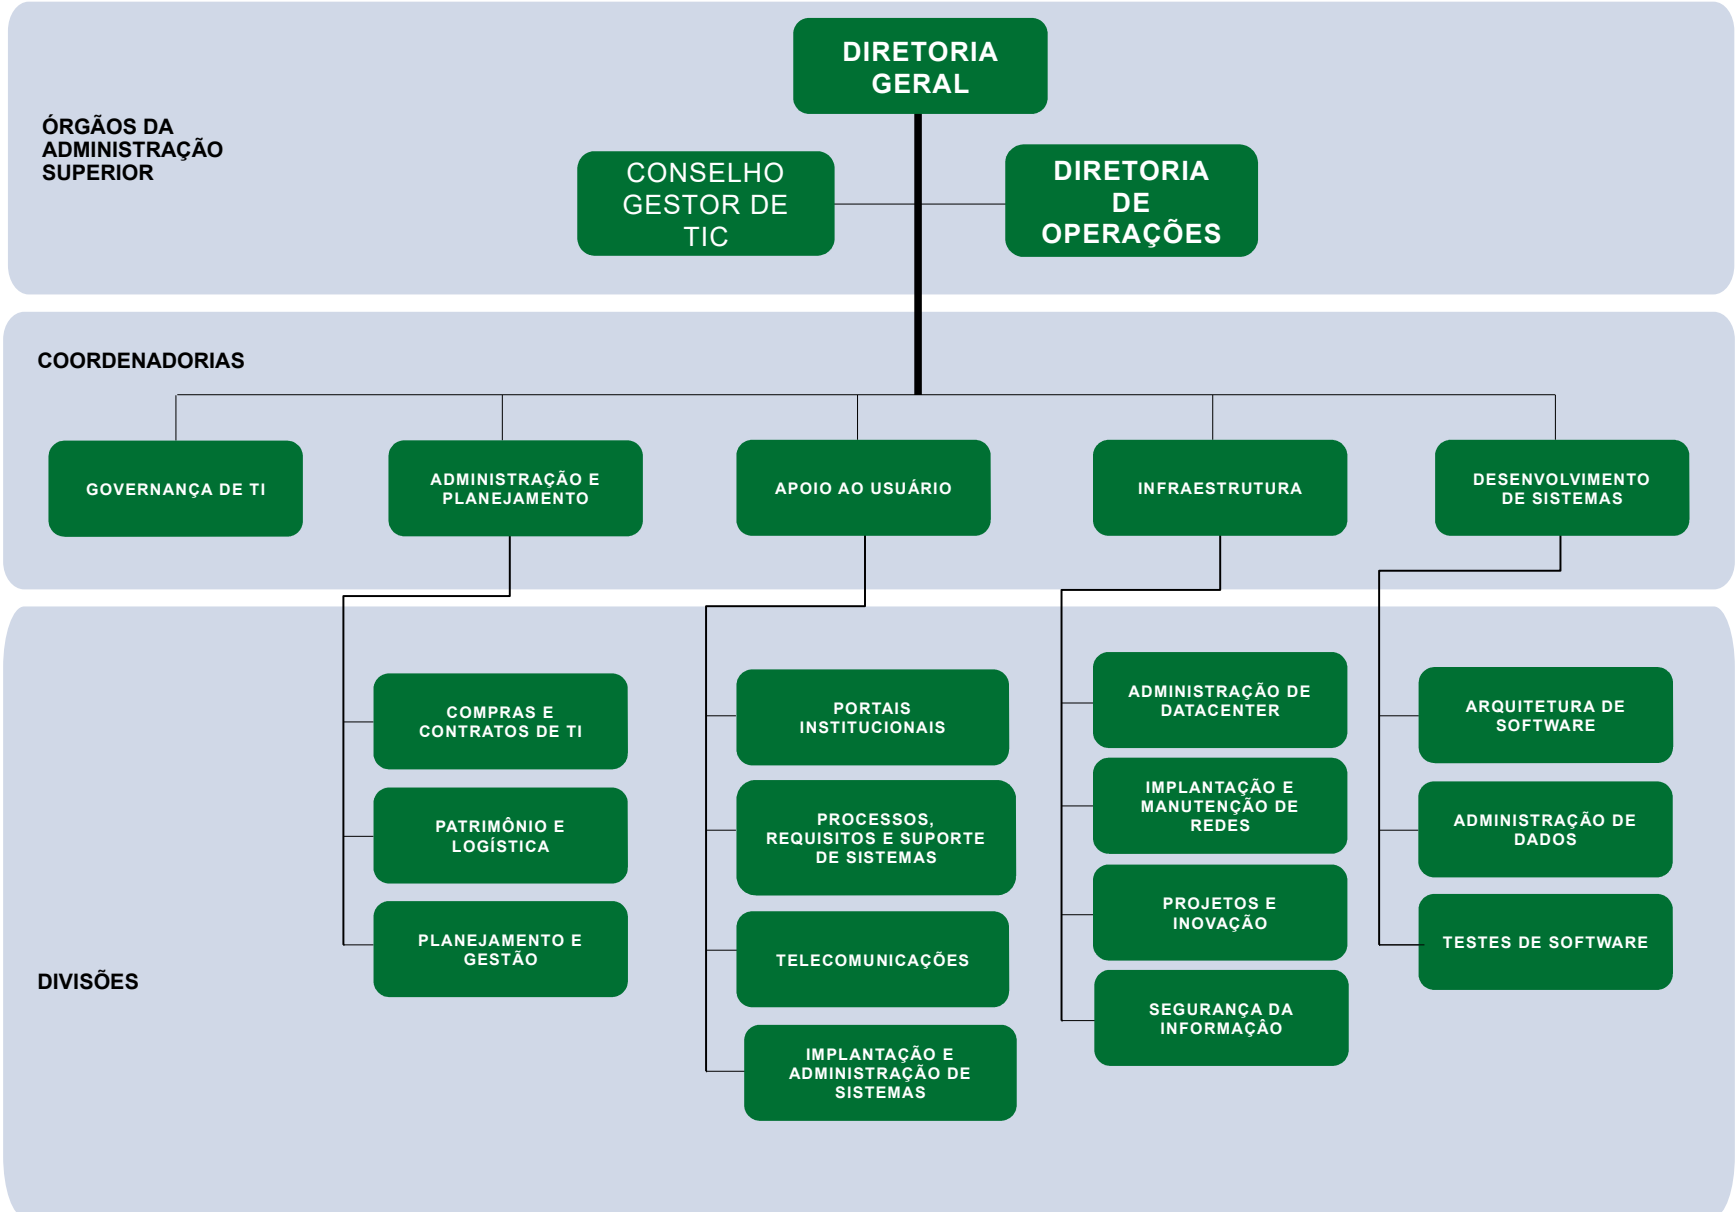 DIRETORIA
GERAL
ÓRGÃOS DA
ADMINISTRAÇÃO
SUPERIOR
CONSELHO
GESTOR DE
TIC
DIRETORIA
DE
OPERAÇÕES
COORDENADORIAS
GOVERNANÇA DE TI
ADMINISTRAÇÃO E
PLANEJAMENTO
APOIO AO USUÁRIO
INFRAESTRUTURA
DESENVOLVIMENTO
DE SISTEMAS
DIVISÕES
COMPRAS E
CONTRATOS DE TI
PATRIMÔNIO E
LOGÍSTICA
PLANEJAMENTO E
GESTÃO
PORTAIS
INSTITUCIONAIS
PROCESSOS,
REQUISITOS E SUPORTE
DE SISTEMAS
TELECOMUNICAÇÕES
IMPLANTAÇÃO E
ADMINISTRAÇÃO DE
SISTEMAS
ADMINISTRAÇÃO DE
DATACENTER
IMPLANTAÇÃO E
MANUTENÇÃO DE
REDES
PROJETOS E
INOVAÇÃO
SEGURANÇA DA
INFORMAÇÂO
ARQUITETURA DE
SOFTWARE
ADMINISTRAÇÃO DE
DADOS
TESTES DE SOFTWARE